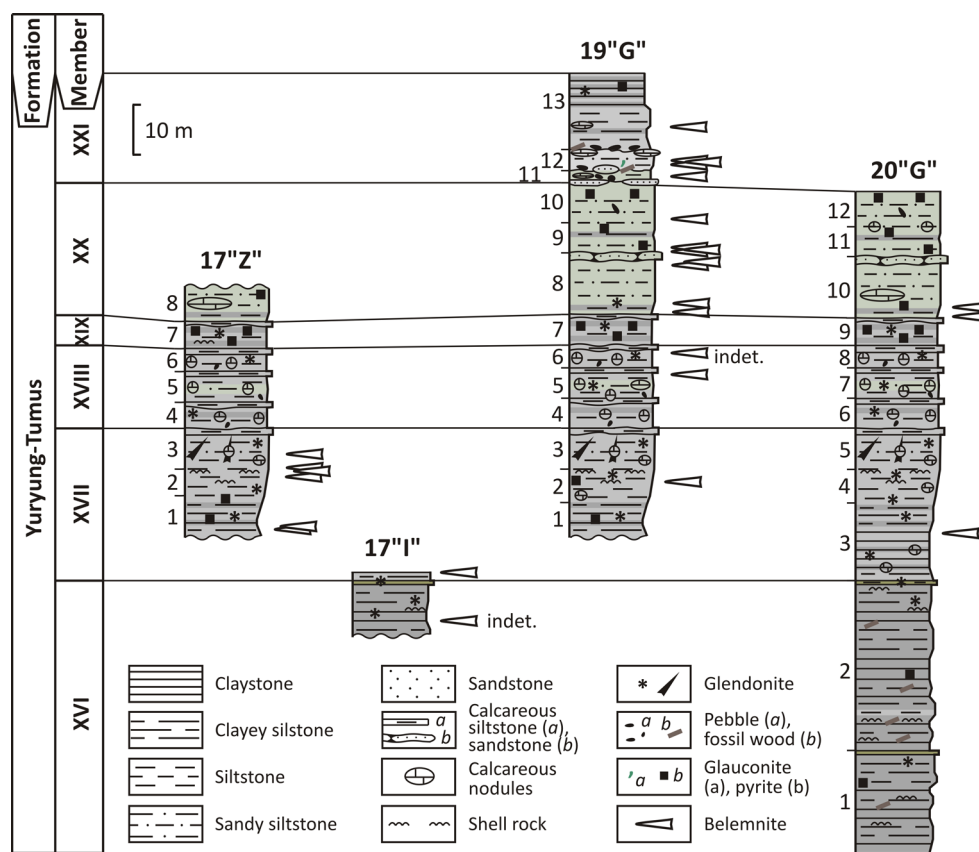 Formation
Member
Yuryung-Tumus
XXI
XX
XIX
XVIII
XVII
XVI
10 m
17"Z"
8
7
6
5
4
3
2
1
17"I"
indet.
19"G"
13
12
11
10
9
8
7
6
5
4
3
2
1
indet.
20"G"
12
11
10
9
8
7
6
5
4
3
2
1
Claystone
Clayey silstone
Siltstone
Sandy siltstone
Sandstone
a
b
Calcareous
siltstone (a),
sandstone (b)
Calcareous
nodules
Shell rock
Glendonite
a b
Pebble (a),
fossil wood (b)
a b
Glauconite
(a), pyrite (b)
Belemnite